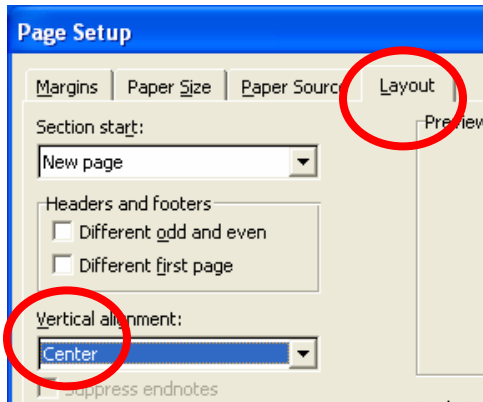 Page Setup
Margins Paper Size Paper Source Layout
Section start:
Preview
New page
Headers and footers
Different odd and even
Different first page
Vertical alignment:
Center
Suppress endnotes